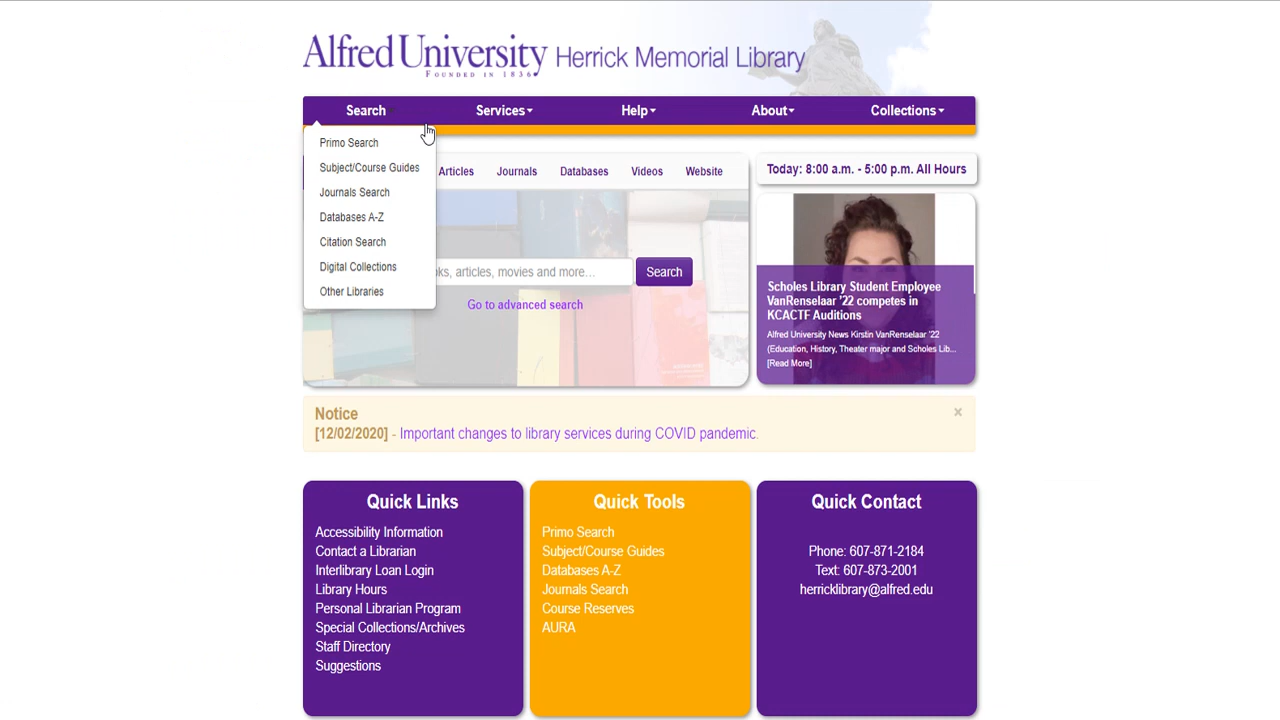 Alfred University Herrick Memorial Library
FOUNDED IN 1836
Search Services Help About Collections
Primo Search
Subject/Course Guides
Journals Search
Databases A-Z
Citation Search
Digital Collections
Other Libraries
Articles Journals Databases Videos Website
articles, movies and more...
Search
Go to advanced search
Today: 8:00 a.m. - 5:00 p.m. All Hours
Scholes Library Student Employee
VanRenselaar '22 competes in
KCACTF Auditions
Alfred University News Kirstin VanRenselaar '22
(Education, History, Theater major and Scholes Lib...
[Read More]
Notice
×
[12/02/2020] - Important changes to library services during COVID pandemic.
Quick Links
Accessibility Information
Contact a Librarian
Interlibrary Loan Login
Library Hours
Personal Librarian Program
Special Collections/Archives
Staff Directory
Suggestions
Quick Tools
Primo Search
Subject/Course Guides
Databases A-Z
Journals Search
Course Reserves
AURA
Quick Contact
Phone: 607-871-2184
Text: 607-873-2001
herricklibrary@alfred.edu